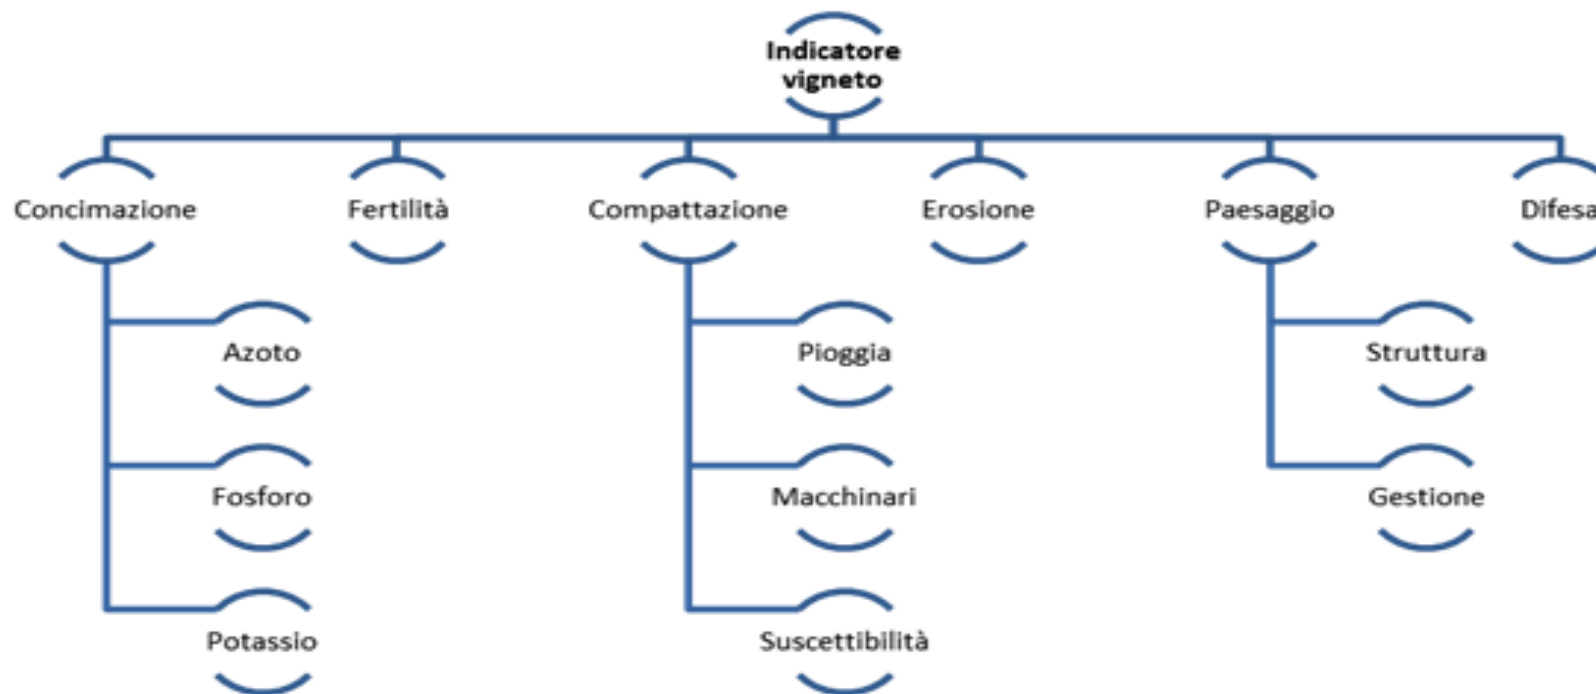 Indicatore
vigneto
Concimazione
Fertilità
Compattazione
Erosione
Paesaggio
Difesa
Azoto
Pioggia
Struttura
Fosforo
Macchinari
Gestione
Potassio
Suscettibilità